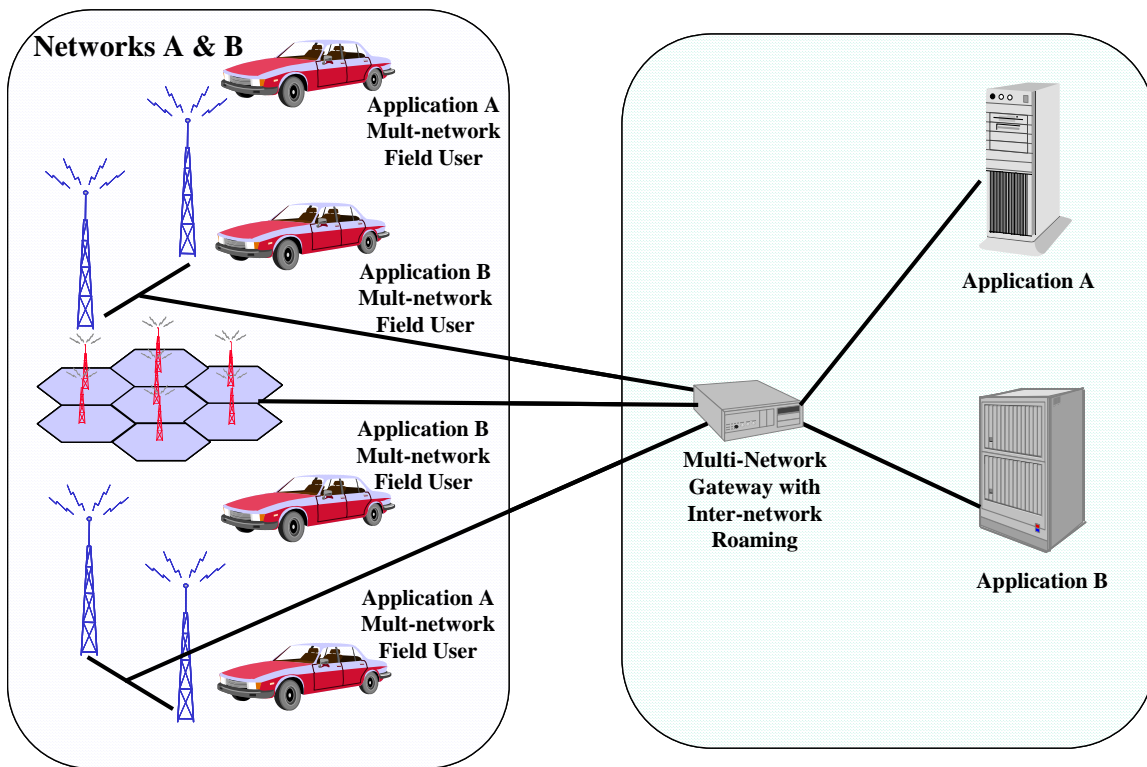 Networks A & B
Application A
Mult-network
Field User
Application B
Mult-network
Field User
Application B
Mult-network
Field User
Application A
Mult-network
Field User
Multi-Network
Gateway with
Inter-network
Roaming
Application A
Application B